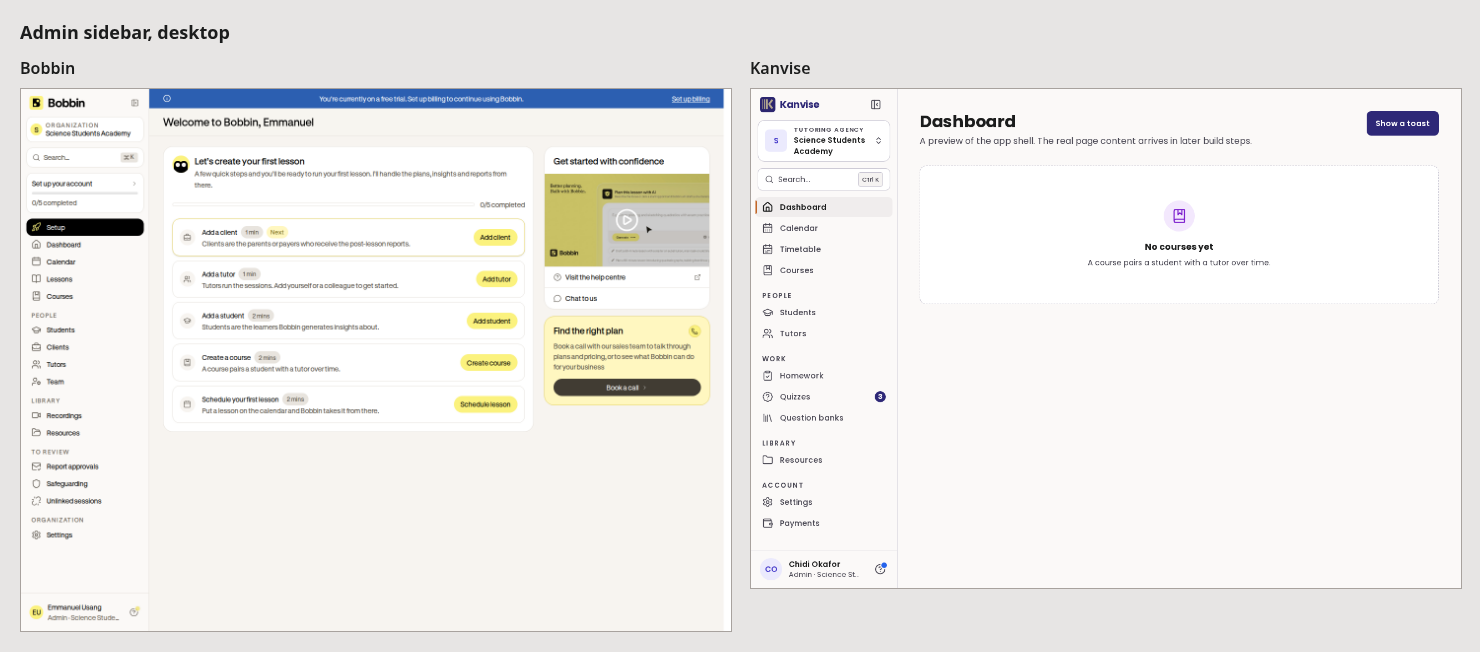 Admin sidebar, desktop
Bobbin
Bobbin
ORGANIZATION
S
Science Students Academy
Search...
⌘K
Set up your account
0/5 completed
Setup
Dashboard
Calendar
Lessons
Courses
PEOPLE
Students
Clients
Tutors
Team
LIBRARY
Recordings
Resources
TO REVIEW
Report approvals
Safeguarding
Unlinked sessions
ORGANIZATION
Settings
EU
Emmanuel Usang
Admin · Science Stude...
You're currently on a free trial. Set up billing to continue using Bobbin.
Set up billing
Welcome to Bobbin, Emmanuel
Let's create your first lesson
A few quick steps and you'll be ready to run your first lesson. I'll handle the plans, insights and reports from
there.
0/5 completed
Add a client 1 min Next
Clients are the parents or payers who receive the post-lesson reports.
Add client
Add a tutor 1 min
Tutors run the sessions. Add yourself or a colleague to get started.
Add tutor
Add a student 2 mins
Students are the learners Bobbin generates insights about.
Add student
Create a course 2 mins
A course pairs a student with a tutor over time.
Create course
Schedule your first lesson 2 mins
Put a lesson on the calendar and Bobbin takes it from there.
Schedule lesson
Get started with confidence
Better planning.
Built with Bobbin.
Bobbin
Visit the help centre
Chat to us
Find the right plan
Book a call with our sales team to talk through
plans and pricing, or to see what Bobbin can do
for your business
Book a call
Kanvise
Kanvise
TUTORING AGENCY
S
Science Students
Academy
Search...
Ctrl K
Dashboard
Calendar
Timetable
Courses
PEOPLE
Students
Tutors
WORK
Homework
Quizzes
3
Question banks
LIBRARY
Resources
ACCOUNT
Settings
Payments
CO
Chidi Okafor
Admin · Science St...
Dashboard
A preview of the app shell. The real page content arrives in later build steps.
Show a toast
No courses yet
A course pairs a student with a tutor over time.